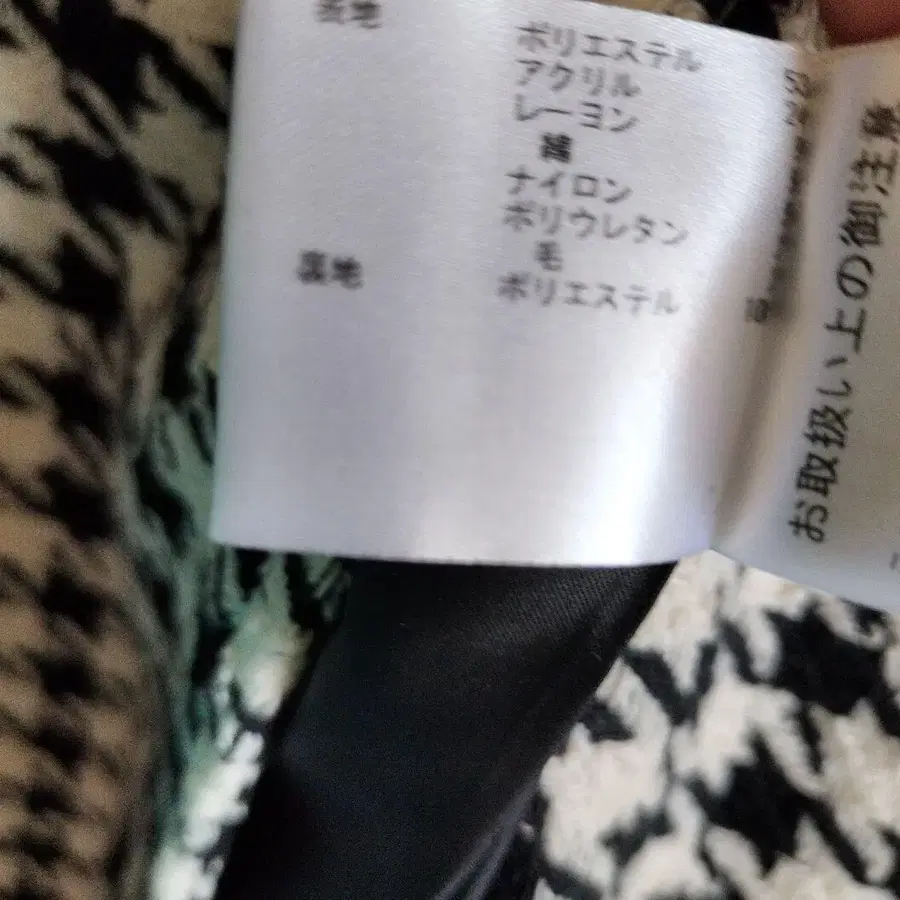 表地 ポリエステル
アクリル
レーヨン
綿
ナイロン
ポリウレタン
毛
裏地 ポリエステル
お取扱い上の御注意